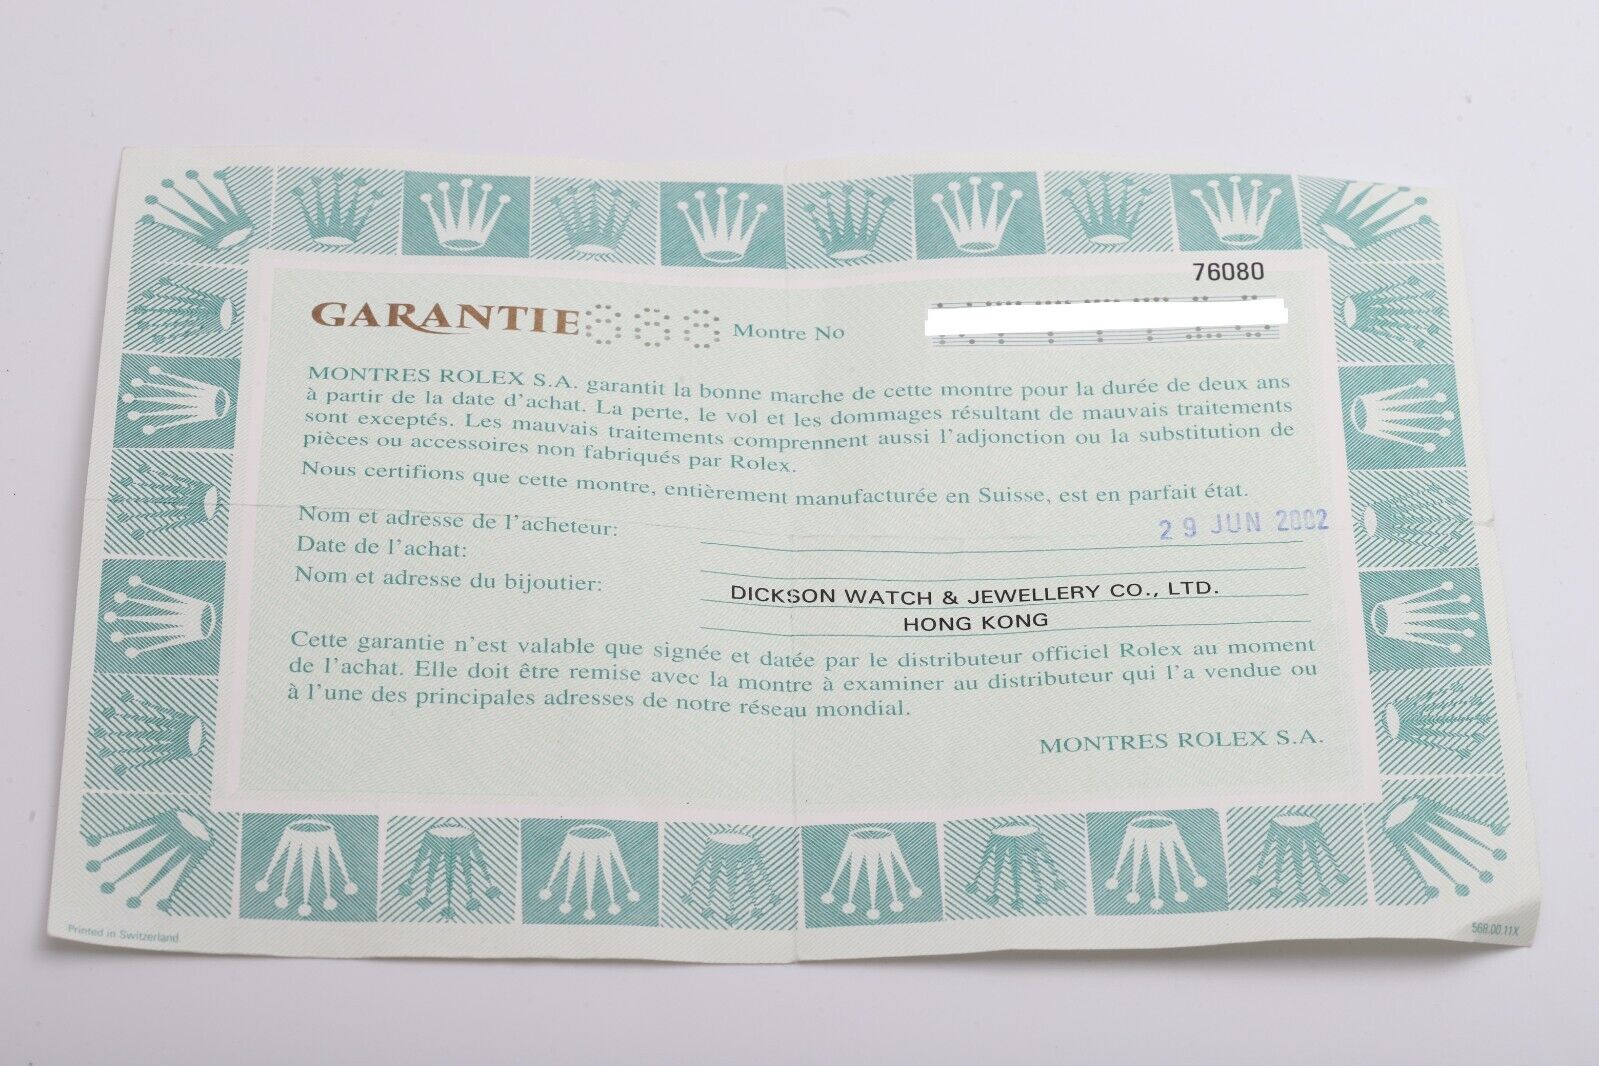 76080
GARANTIE 888 Montre No
MONTRES ROLEX S.A. garantit la bonne marche de cette montre pour la durée de deux ans
à partir de la date d'achat. La perte, le vol et les dommages résultant de mauvais traitements
sont exceptés. Les mauvais traitements comprennent aussi l'adjonction ou la substitution de
pièces ou accessoires non fabriqués par Rolex.
Nous certifions que cette montre, entièrement manufacturée en Suisse, est en parfait état.
Nom et adresse de l'acheteur:
29 JUN 2002
Date de l'achat:
Nom et adresse du bijoutier:
DICKSON WATCH & JEWELLERY CO., LTD.
HONG KONG
Cette garantie n'est valable que signée et datée par le distributeur officiel Rolex au moment
de l'achat. Elle doit être remise avec la montre à examiner au distributeur qui l'a vendue ou
à l'une des principales adresses de notre réseau mondial.
MONTRES ROLEX S.A.
Printed in Switzerland
568.00.11X